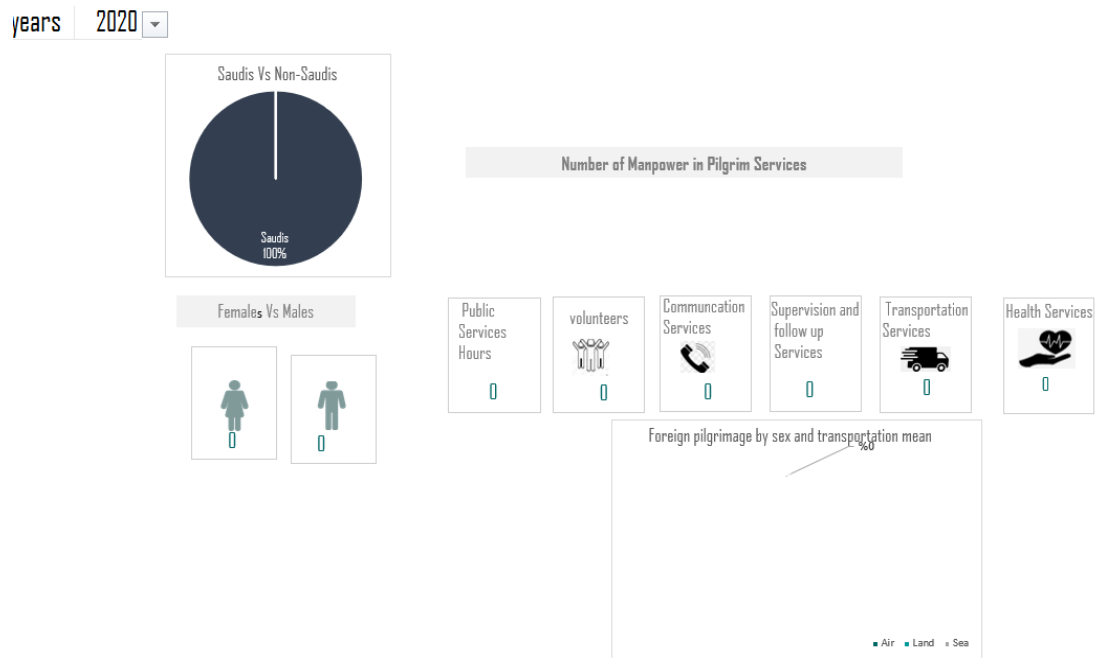 years 2020
Saudis Vs Non-Saudis
Saudis
100%
Number of Manpower in Pilgrim Services
Females Vs Males
0
0
Public
Services
Hours
0
volunteers
0
Communcation
Services
0
Supervision and
follow up
Services
0
Transportation
Services
0
Health Services
0
Foreign pilgrimage by sex and transportation mean
%0
Air Land Sea